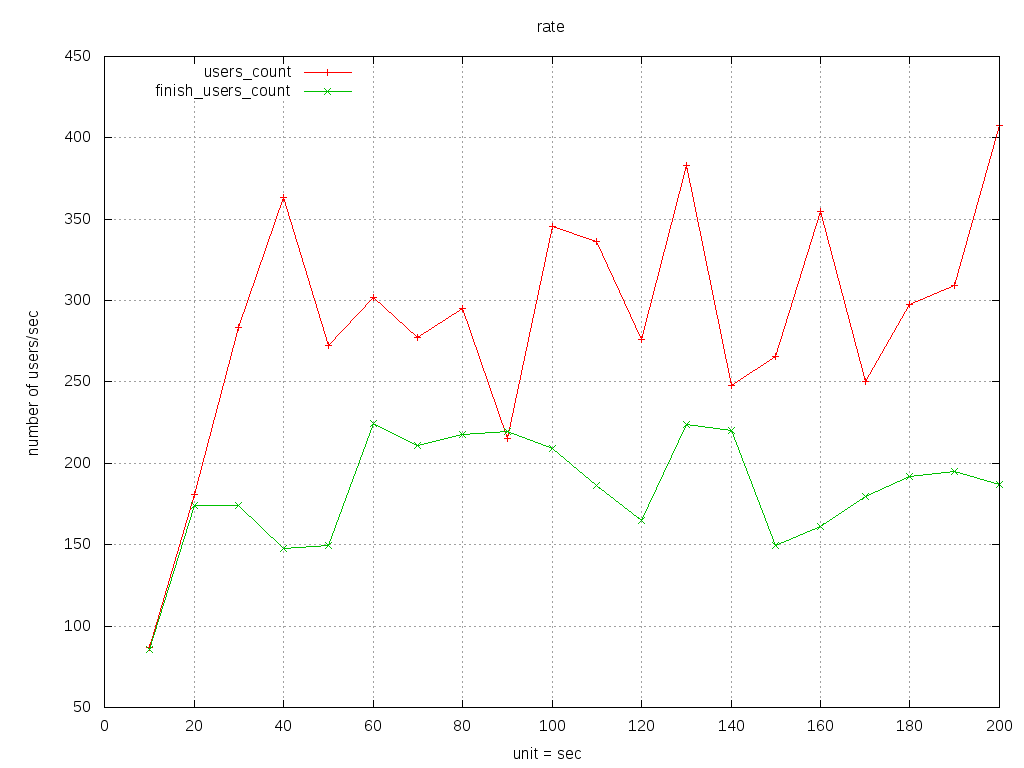 rate
users_count
finish_users_count
450
400
350
300
250
200
150
100
50
number of users/sec
0 20 40 60 80 100 120 140 160 180 200
unit = sec